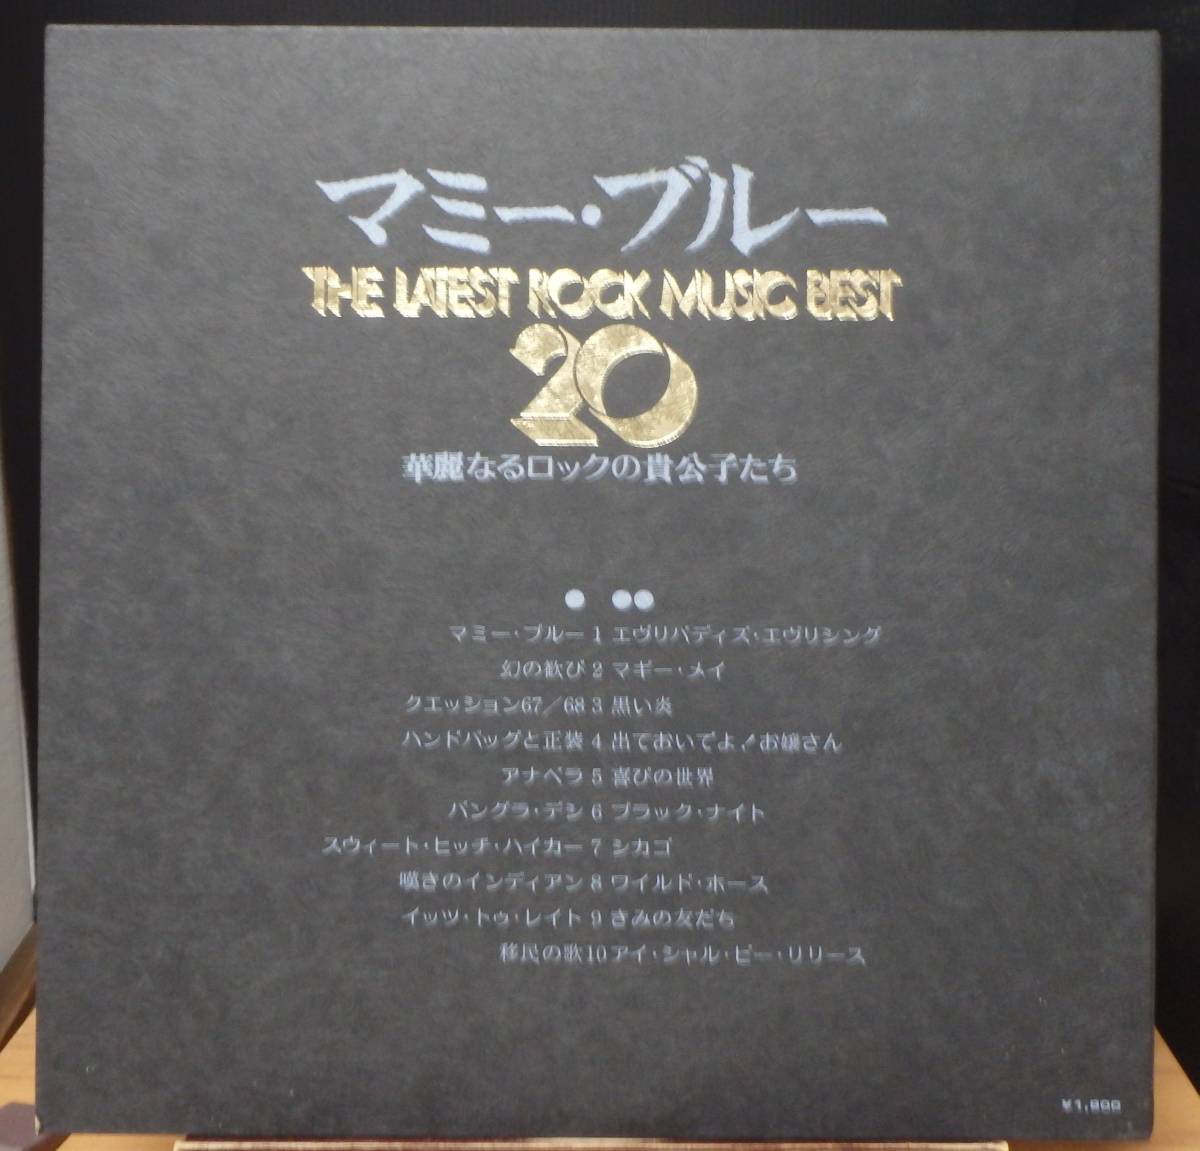 マミー・ブルー
THE LATEST ROCK MUSIC BEST
20
華麗なるロックの貴公子たち
● ●●
マミー・ブルー 1 エヴリバディズ・エヴリシング
幻の歓び 2 マギー・メイ
クエッション67／68 3 黒い炎
ハンドバッグと正装 4 出ておいでよ！お嬢さん
アナベラ 5 喜びの世界
バングラ・デシ 6 ブラック・ナイト
スウィート・ヒッチ・ハイカー 7 シカゴ
嘆きのインディアン 8 ワイルド・ホース
イッツ・トゥ・レイト 9 きみの友だち
移民の歌 10 アイ・シャル・ビー・リリース
¥1,800